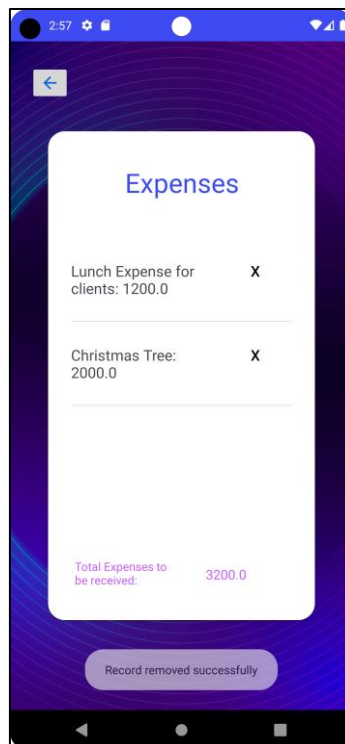 2:57
Expenses
Lunch Expense for
clients: 1200.0
X
Christmas Tree:
2000.0
X
Total Expenses to
be received:
3200.0
Record removed successfully